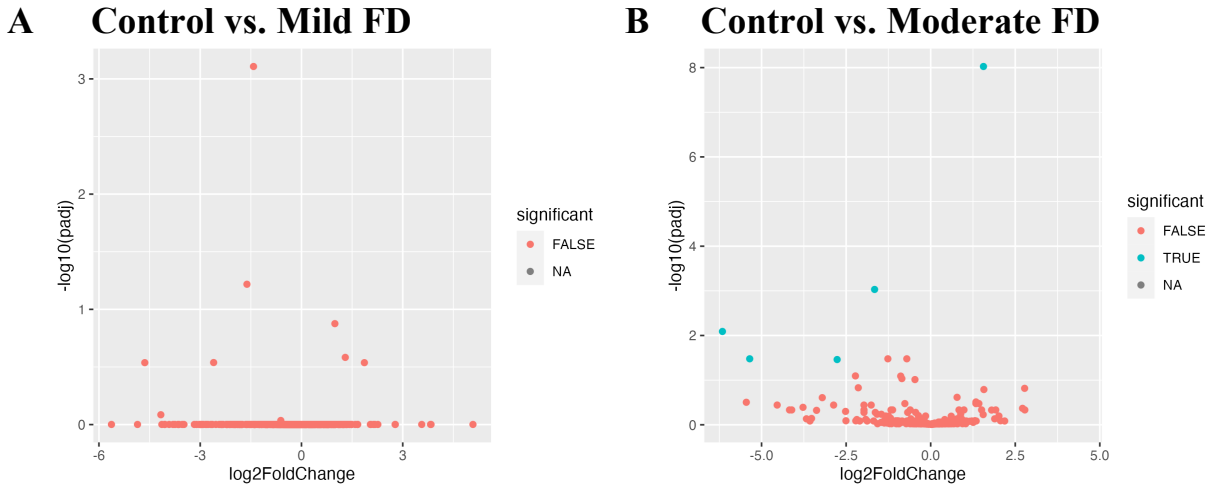 A Control vs. Mild FD
3
2
1
0
-log10(padj)
-6 -3 0 3
log2FoldChange
significant
FALSE
NA
B Control vs. Moderate FD
8
6
4
2
0
-log10(padj)
-5.0 -2.5 0.0 2.5 5.0
log2FoldChange
significant
FALSE
TRUE
NA